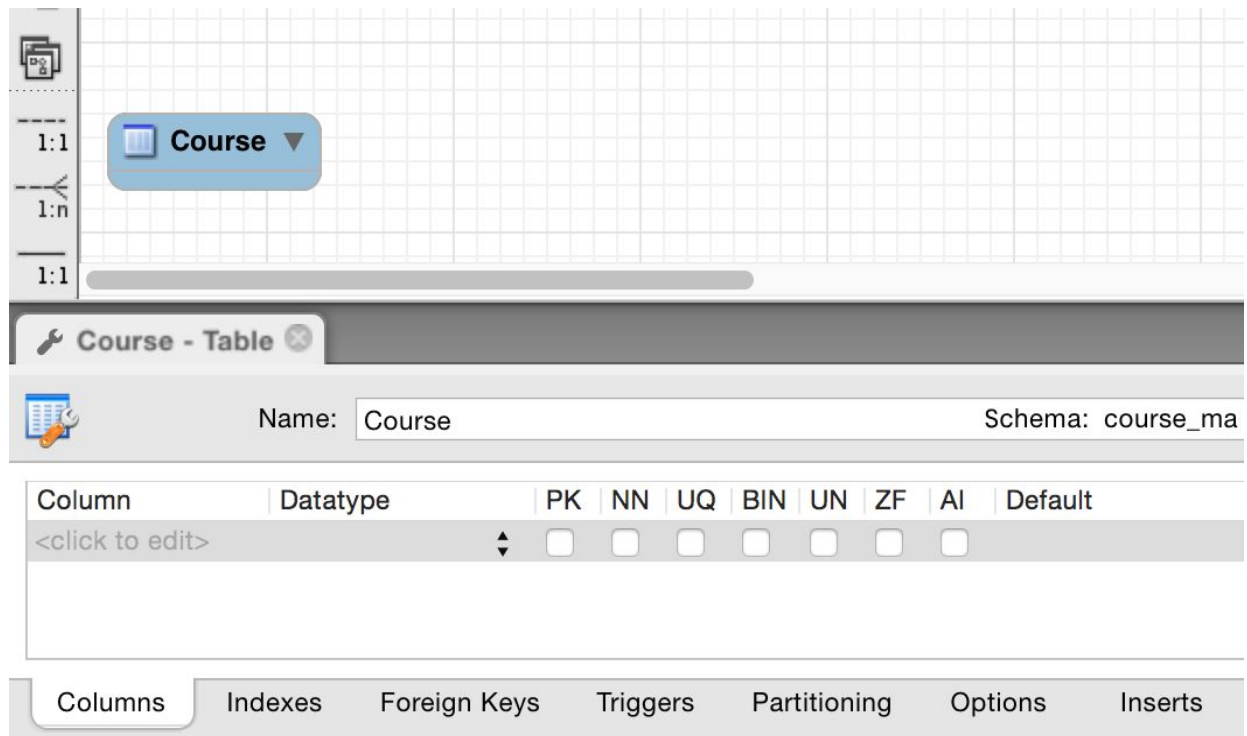 1:1
Course
1:n
1:1
Course - Table
Name: Course Schema: course_ma
Column Datatype PK NN UQ BIN UN ZF AI Default
<click to edit>
Columns Indexes Foreign Keys Triggers Partitioning Options Inserts